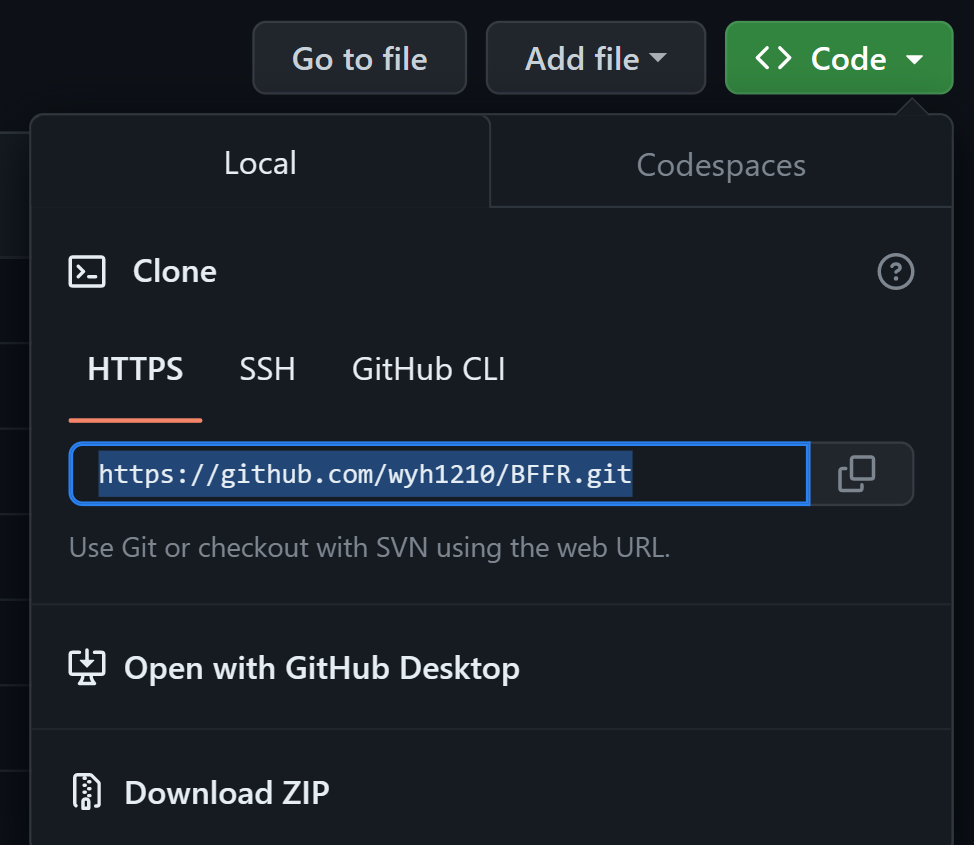 Go to file
Add file
Code
Local
Codespaces
Clone
HTTPS
SSH
GitHub CLI
https://github.com/wyh1210/BFFR.git
Use Git or checkout with SVN using the web URL.
Open with GitHub Desktop
Download ZIP